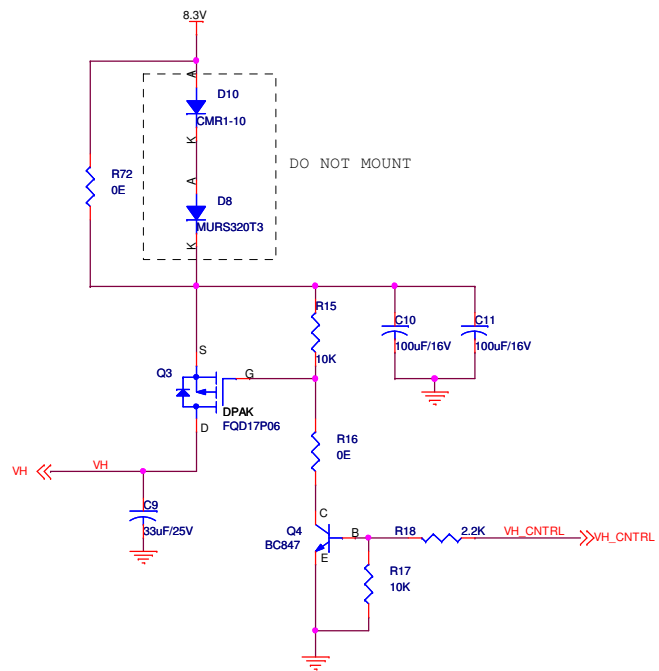 8.3V
A
D10
CMR1-10
K
DO NOT MOUNT
R72
0E
A
D8
MURS320T3
K
R15
10K
C10
100uF/16V
C11
100uF/16V
S
Q3
G
DPAK
FQD17P06
D
R16
0E
VH
VH
C9
33uF/25V
C
Q4
BC847
B
E
R18
2.2K
VH_CNTRL
VH_CNTRL
R17
10K